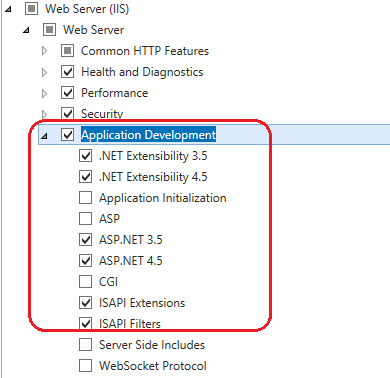 Web Server (IIS)
Web Server
Common HTTP Features
Health and Diagnostics
Performance
Security
Application Development
.NET Extensibility 3.5
.NET Extensibility 4.5
Application Initialization
ASP
ASP.NET 3.5
ASP.NET 4.5
CGI
ISAPI Extensions
ISAPI Filters
Server Side Includes
WebSocket Protocol